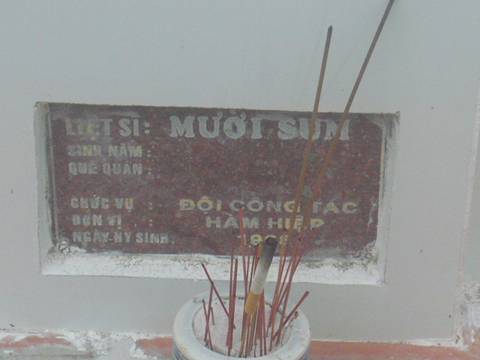 LIỆT SĨ: MƯỜI SUM
SINH NĂM :
QUÊ QUÁN :
CHỨC VỤ : ĐỘI CÔNG TÁC
ĐƠN VỊ : HÀM HIỆP
NGÀY HY SINH: